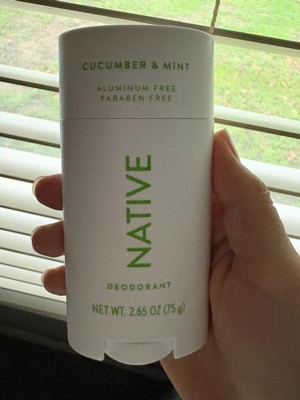 CUCUMBER & MINT
ALUMINUM FREE
PARABEN FREE
NATIVE
DEODORANT
NET WT. 2.65 OZ (75 g)